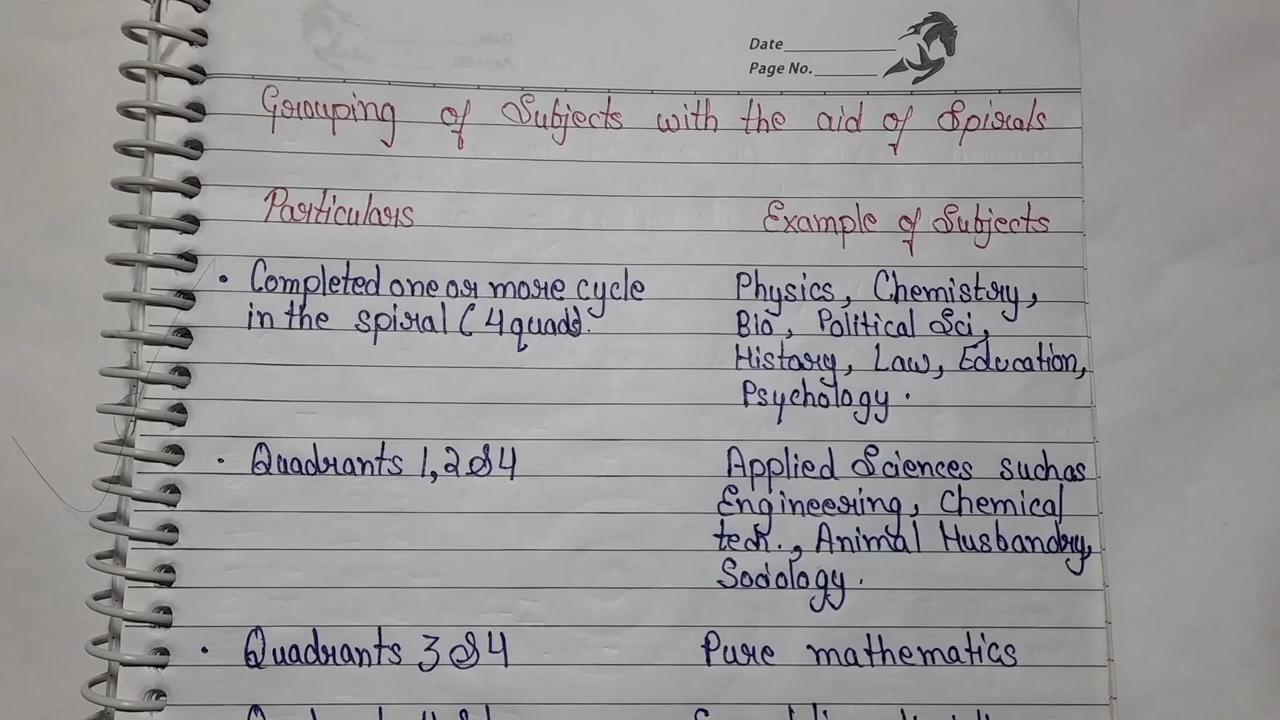 Date
Page No.
Grouping of Subjects with the aid of Spirals
Particulars Example of Subjects
• Completed one or more cycle Physics, Chemistry,
in the spiral (4 quads). Bio, Political Sci,
History, Law, Education,
Psychology.
• Quadrants 1,2 & 4 Applied Sciences such as
Engineering, Chemical
tech., Animal Husbandry,
Sociology.
• Quadrants 3 & 4 Pure mathematics